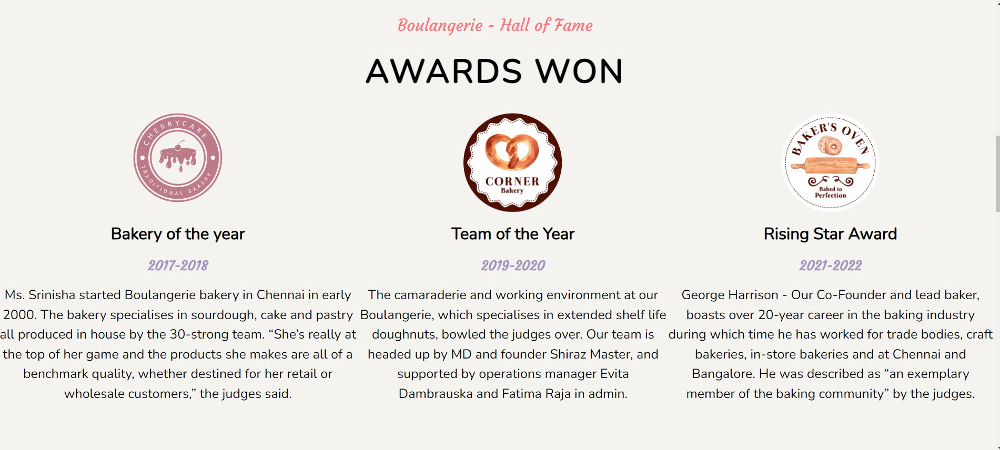 Boulangerie - Hall of Fame
AWARDS WON
CHERRYCAKE
TRADITIONAL BAKERY
Bakery of the year
2017-2018
Ms. Srinisha started Boulangerie bakery in Chennai in early
2000. The bakery specialises in sourdough, cake and pastry
all produced in house by the 30-strong team. “She’s really at
the top of her game and the products she makes are all of a
benchmark quality, whether destined for her retail or
wholesale customers,” the judges said.
CORNER
Bakery
Team of the Year
2019-2020
The camaraderie and working environment at our
Boulangerie, which specialises in extended shelf life
doughnuts, bowled the judges over. Our team is
headed up by MD and founder Shiraz Master, and
supported by operations manager Evita
Dambrauska and Fatima Raja in admin.
BAKER'S OVEN
Baked to
Perfection
Rising Star Award
2021-2022
George Harrison - Our Co-Founder and lead baker,
boasts over 20-year career in the baking industry
during which time he has worked for trade bodies, craft
bakeries, in-store bakeries and at Chennai and
Bangalore. He was described as “an exemplary
member of the baking community” by the judges.